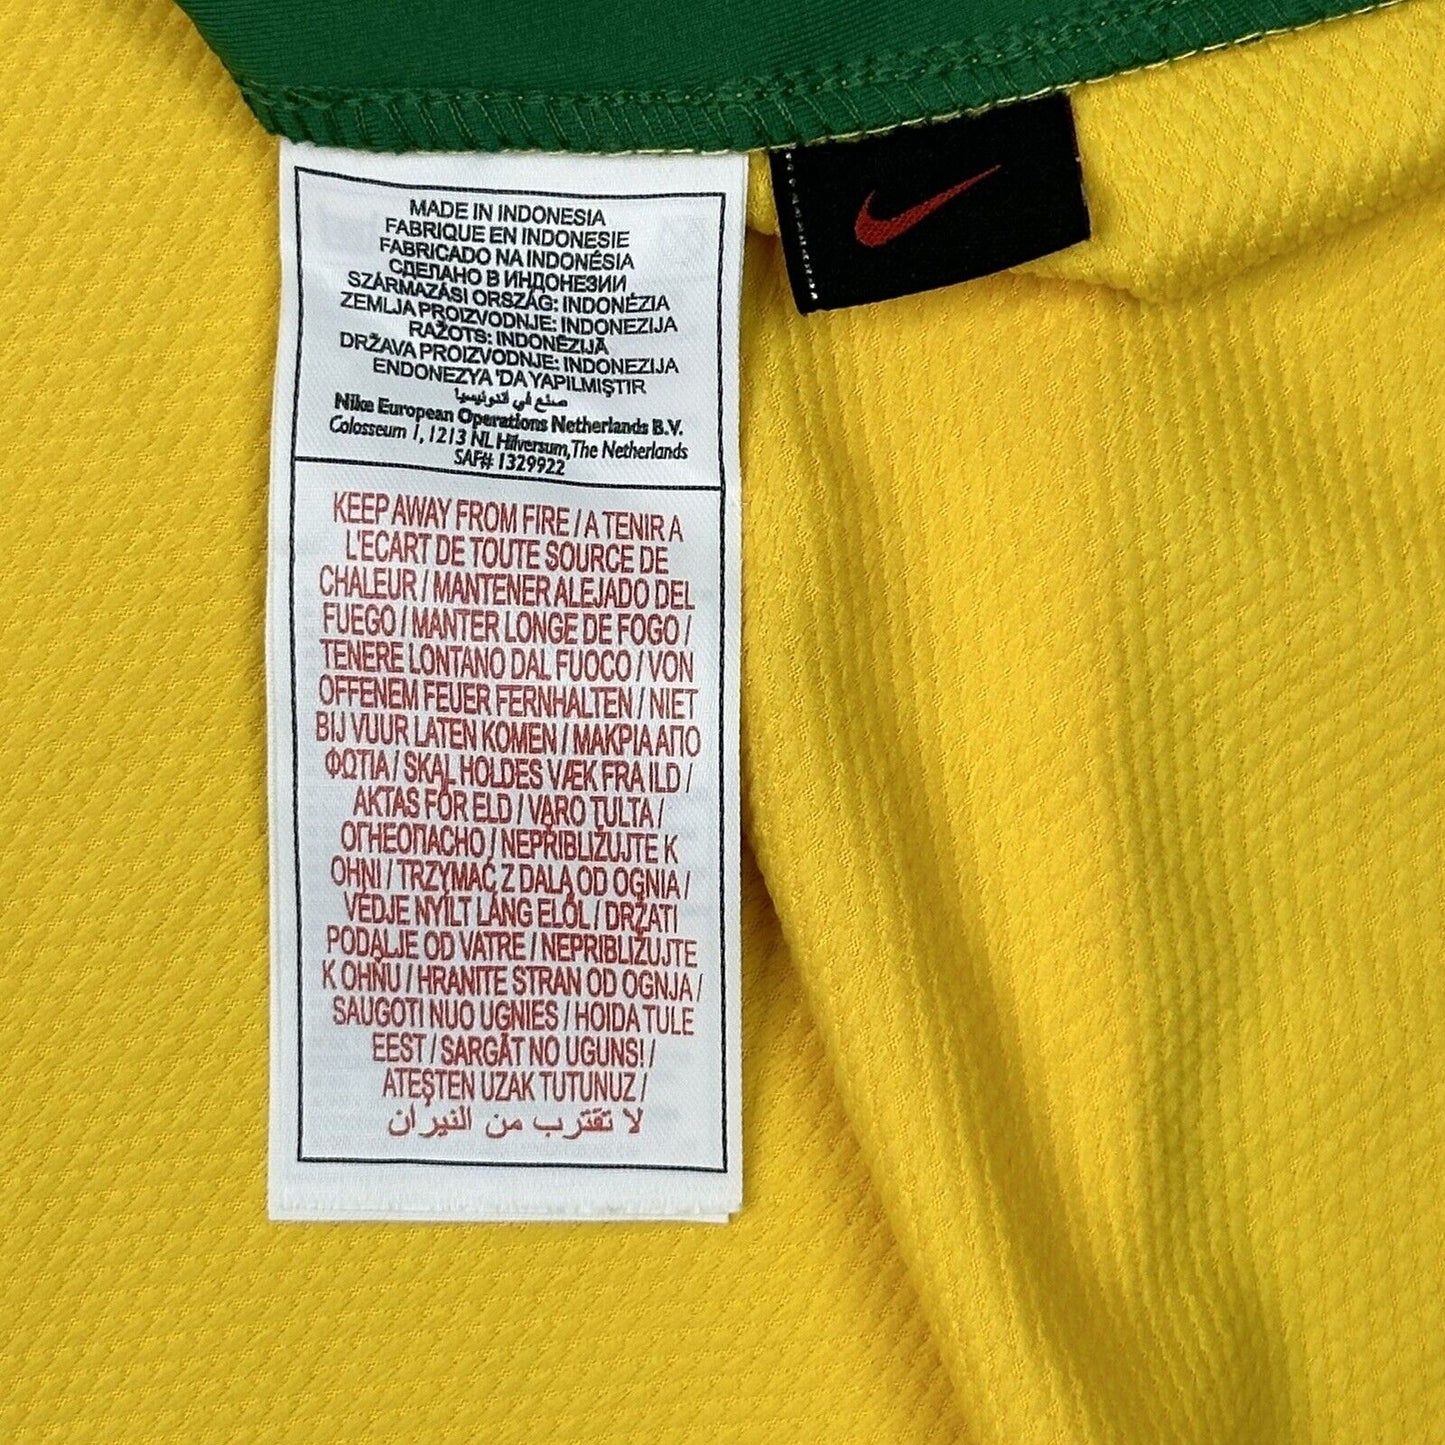 MADE IN INDONESIA
FABRIQUE EN INDONESIE
FABRICADO NA INDONÉSIA
СДЕЛАНО В ИНДОНЕЗИИ
SZÁRMAZÁSI ORSZÁG: INDONÉZIA
ZEMLJA PROIZVODNJE: INDONEZIJA
RAŽOTS: INDONĒZIJĀ
DRŽAVA PROIZVODNJE: INDONEZIJA
ENDONEZYA 'DA YAPILMIŞTIR
صنع في أندونيسيا
Nike European Operations Netherlands B.V.
Colosseum 1, 1213 NL Hilversum, The Netherlands
SAF# 1329922
KEEP AWAY FROM FIRE / A TENIR A
L'ECART DE TOUTE SOURCE DE
CHALEUR / MANTENER ALEJADO DEL
FUEGO / MANTER LONGE DE FOGO /
TENERE LONTANO DAL FUOCO / VON
OFFENEM FEUER FERNHALTEN / NIET
BIJ VUUR LATEN KOMEN / ΜΑΚΡΙΑ ΑΠΟ
ΦΩΤΙΑ / SKAL HOLDES VÆK FRA ILD /
AKTAS FÖR ELD / VARO TULTA /
ОГНЕОПАСНО / NEPŘIBLIŽUJTE K
OHNI / TRZYMAĆ Z DALA OD OGNIA /
VÉDJE NYÍLT LÁNG ELŐL / DRŽATI
PODALJE OD VATRE / NEPRIBLIŽUJTE
K OHŇU / HRANITE STRAN OD OGNJA /
SAUGOTI NUO UGNIES / HOIDA TULE
EEST / SARGĀT NO UGUNS! /
ATEŞTEN UZAK TUTUNUZ /
لا تقترب من النيران